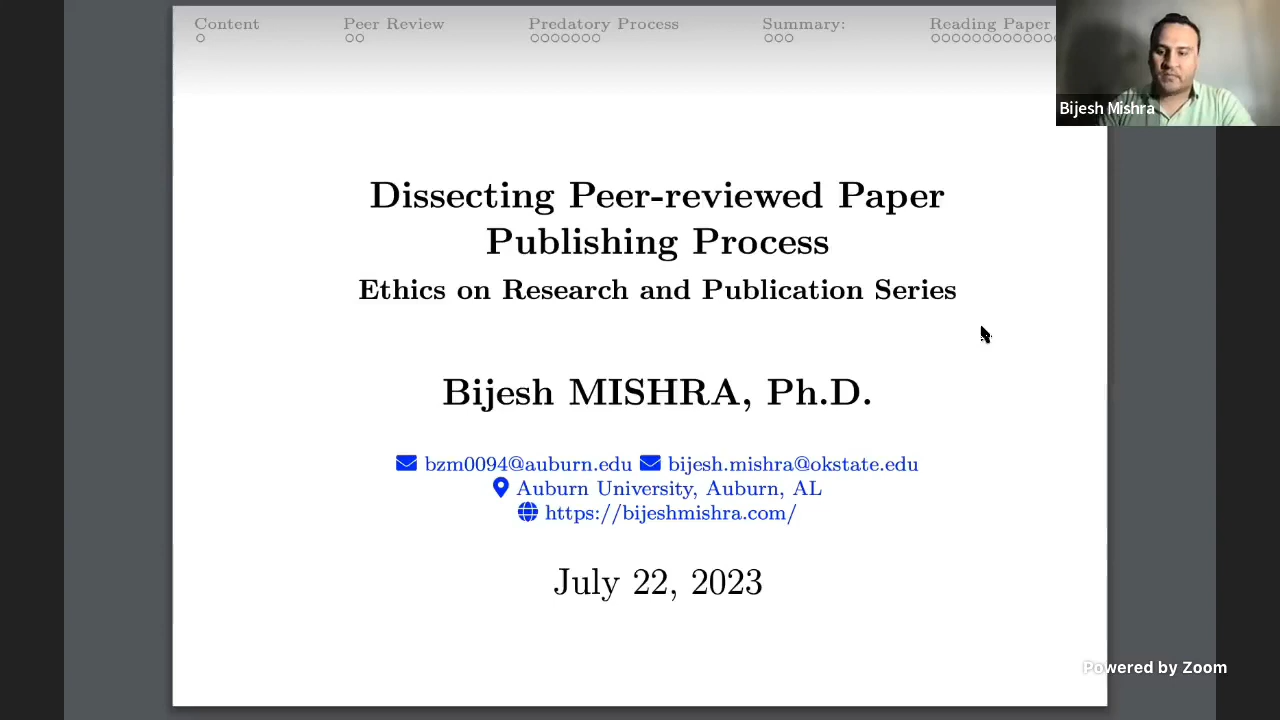 Content Peer Review Predatory Process Summary: Reading Paper
Bijesh Mishra
Dissecting Peer-reviewed Paper
Publishing Process
Ethics on Research and Publication Series
Bijesh MISHRA, Ph.D.
bzm0094@auburn.edu bijesh.mishra@okstate.edu
Auburn University, Auburn, AL
https://bijeshmishra.com/
July 22, 2023
Powered by Zoom